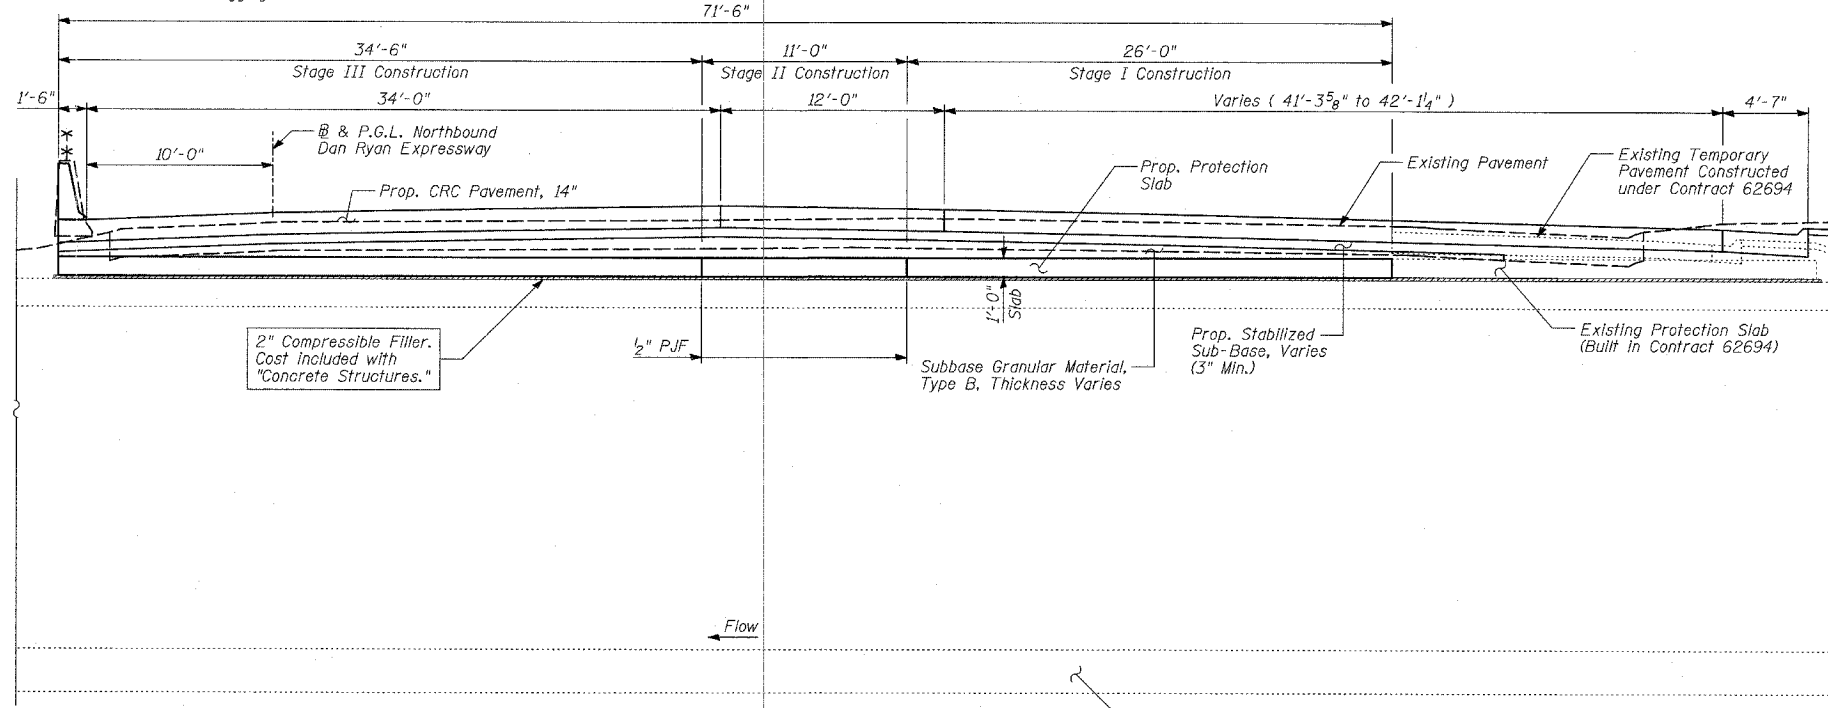 71'-6"
34'-6"
11'-0"
26'-0"
Stage III Construction
Stage II Construction
Stage I Construction
1'-6"
34'-0"
12'-0"
Varies ( 41'-3 5/8" to 42'-1 1/4" )
4'-7"
& P.G.L. Northbound
Dan Ryan Expressway
10'-0"
Prop. CRC Pavement, 14"
Prop. Protection
Slab
Existing Pavement
Existing Temporary
Pavement Constructed
under Contract 62694
1'-0"
Slab
2" Compressible Filler.
Cost included with
"Concrete Structures."
1/2" PJF
Subbase Granular Material,
Type B, Thickness Varies
Prop. Stabilized
Sub-Base, Varies
(3" Min.)
Existing Protection Slab
(Built in Contract 62694)
Flow